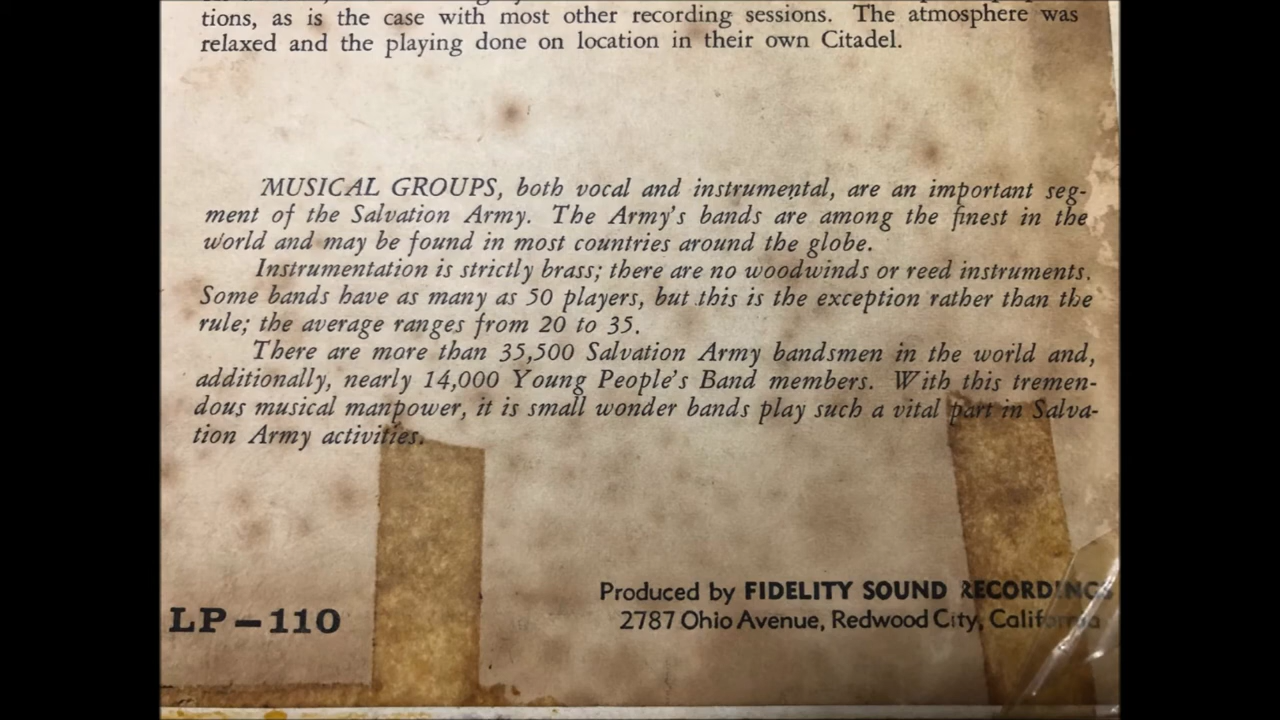 tions, as is the case with most other recording sessions. The atmosphere was
relaxed and the playing done on location in their own Citadel.
MUSICAL GROUPS, both vocal and instrumental, are an important seg-
ment of the Salvation Army. The Army's bands are among the finest in the
world and may be found in most countries around the globe.
Instrumentation is strictly brass; there are no woodwinds or reed instruments.
Some bands have as many as 50 players, but this is the exception rather than the
rule; the average ranges from 20 to 35.
There are more than 35,500 Salvation Army bandsmen in the world and,
additionally, nearly 14,000 Young People's Band members. With this tremen-
dous musical manpower, it is small wonder bands play such a vital part in Salva-
tion Army activities.
Produced by FIDELITY SOUND RECORDINGS
LP-110
2787 Ohio Avenue, Redwood City, California